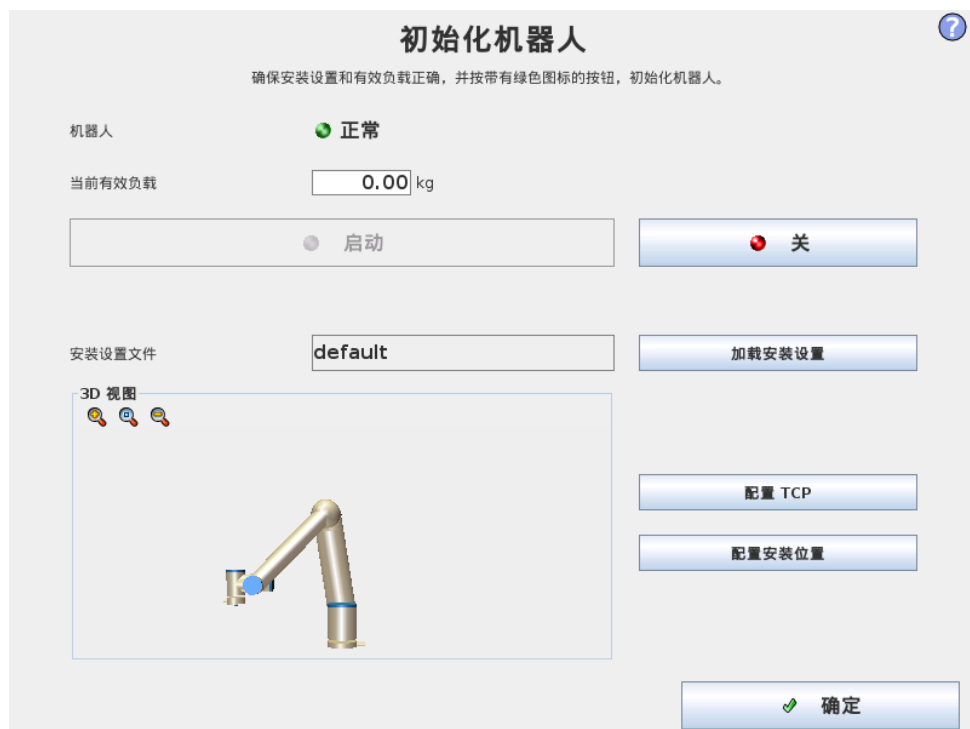 初始化机器人
?
确保安装设置和有效负载正确，并按带有绿色图标的按钮，初始化机器人。
机器人 正常
当前有效负载 0.00 kg
启动 关
安装设置文件 default 加载安装设置
3D 视图
配置 TCP
配置安装位置
确定